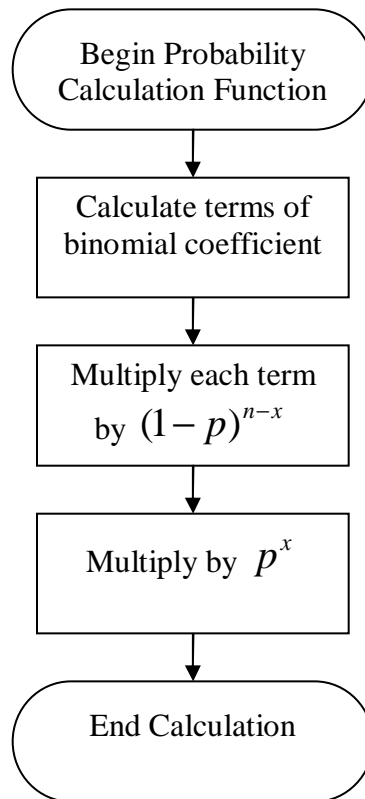 Begin Probability
Calculation Function
Calculate terms of
binomial coefficient
Multiply each term
by (1 − p)^{n−x}
Multiply by p^x
End Calculation